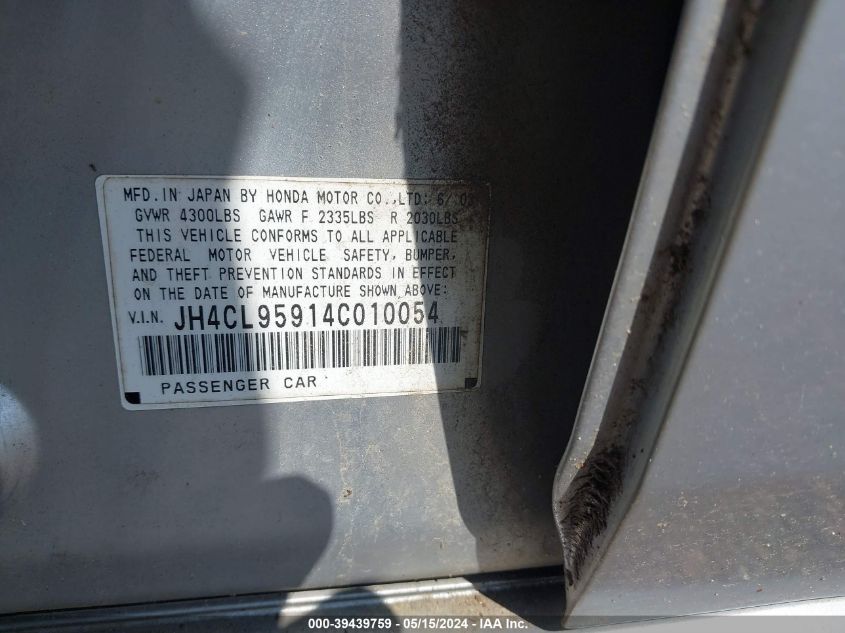 MFD. IN JAPAN BY HONDA MOTOR CO., LTD: 6/03
GVWR 4300LBS GAWR F 2335LBS R 2030LBS
THIS VEHICLE CONFORMS TO ALL APPLICABLE
FEDERAL MOTOR VEHICLE SAFETY, BUMPER,
AND THEFT PREVENTION STANDARDS IN EFFECT
ON THE DATE OF MANUFACTURE SHOWN ABOVE:
V.I.N. JH4CL95914C010054
PASSENGER CAR
000-39439759 - 05/15/2024 - IAA Inc.